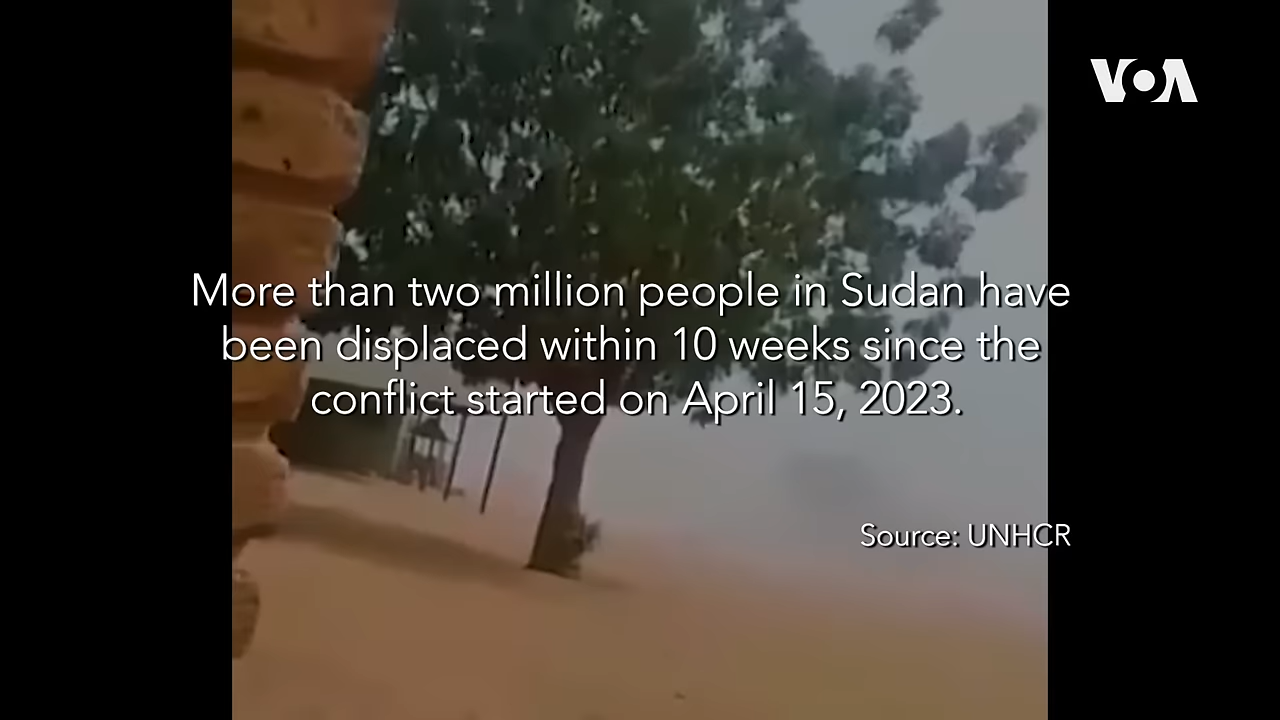 VOA
More than two million people in Sudan have
been displaced within 10 weeks since the
conflict started on April 15, 2023.
Source: UNHCR